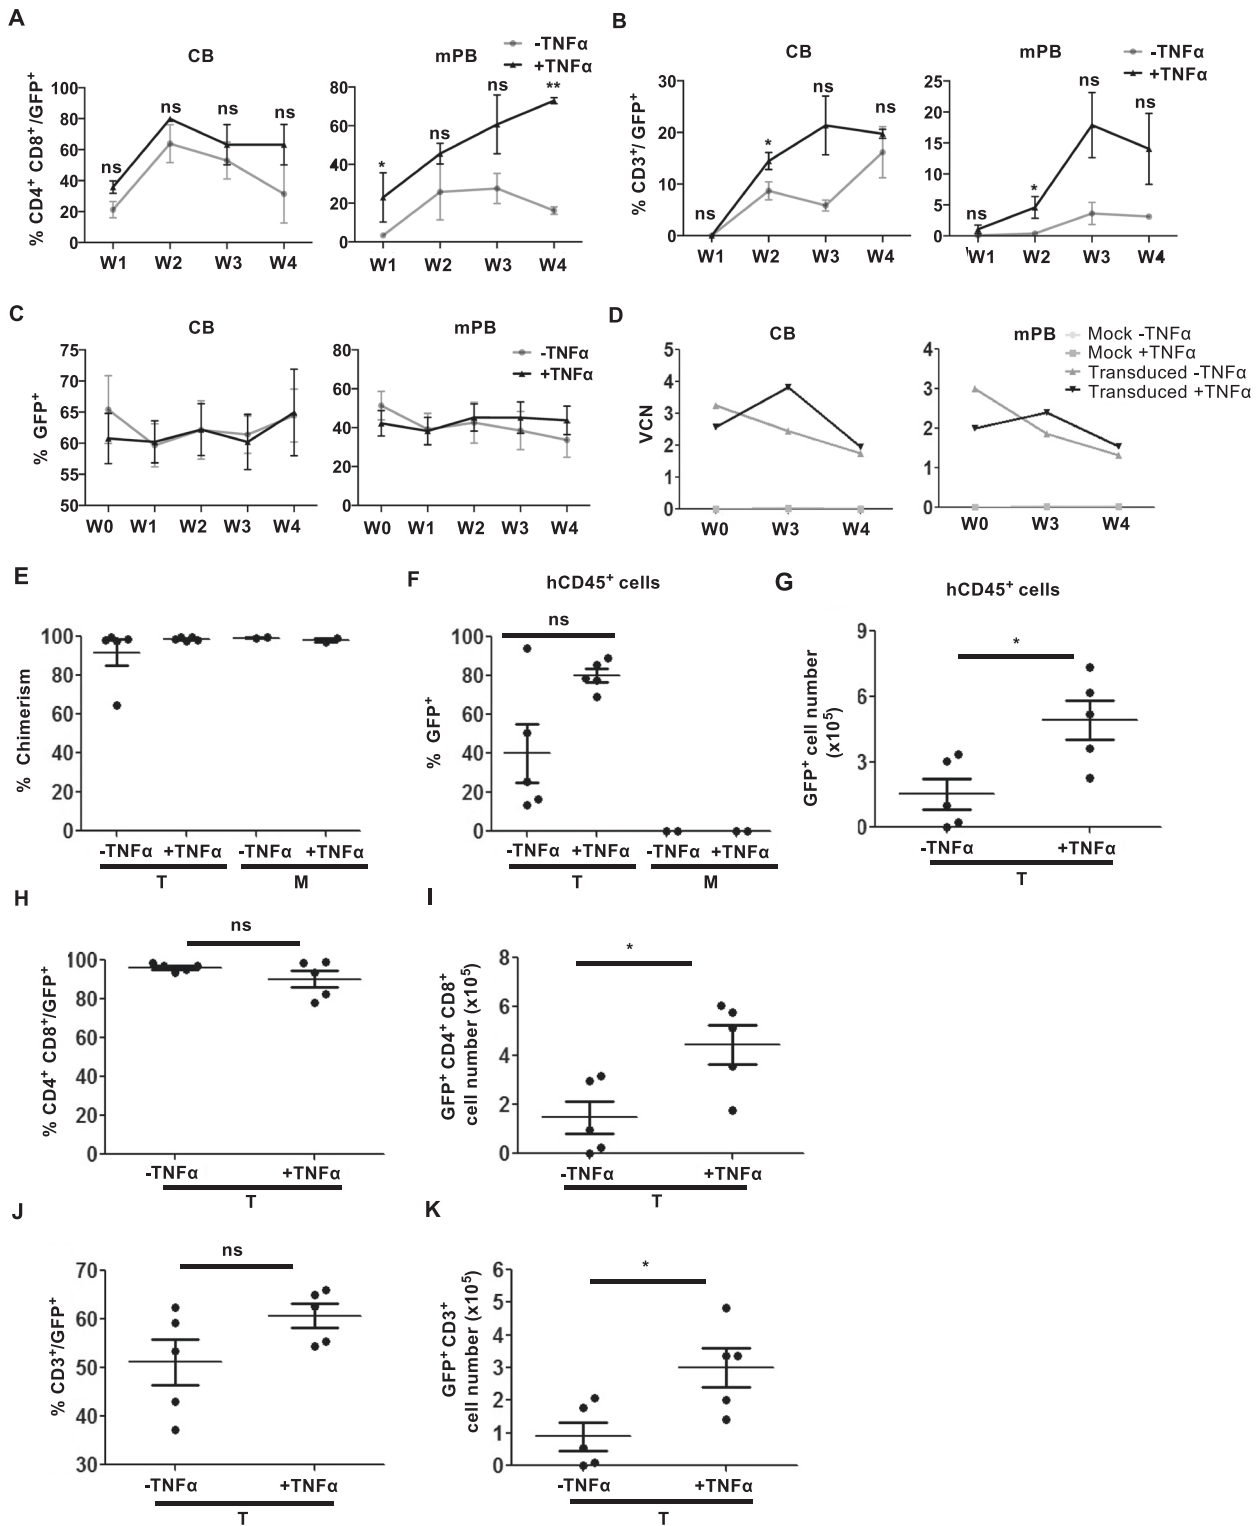 A
CB
mPB
-TNFα
+TNFα
% CD4+ CD8+/GFP+
100
80
60
40
20
0
ns
ns
ns
ns
W1 W2 W3 W4
80
60
40
20
0
*
ns
ns
**
W1 W2 W3 W4
B
CB
mPB
-TNFα
+TNFα
% CD3+/ GFP+
30
20
10
0
ns
*
ns
ns
W1 W2 W3 W4
25
20
15
10
5
0
ns
*
ns
ns
W1 W2 W3 W4
C
CB
mPB
-TNFα
+TNFα
% GFP+
75
70
65
60
55
50
W0 W1 W2 W3 W4
80
60
40
20
0
W0 W1 W2 W3 W4
D
CB
mPB
Mock -TNFα
Mock +TNFα
Transduced -TNFα
Transduced +TNFα
VCN
5
4
3
2
1
0
W0 W3 W4
4
3
2
1
0
W0 W3 W4
E
% Chimerism
100
80
60
40
20
0
-TNFα +TNFα -TNFα +TNFα
T M
F
hCD45+ cells
ns
% GFP+
100
80
60
40
20
0
-TNFα +TNFα -TNFα +TNFα
T M
G
hCD45+ cells
*
GFP+ cell number
(x105)
9
6
3
0
-TNFα +TNFα
T
H
ns
% CD4+ CD8+/GFP+
100
80
60
40
20
0
-TNFα +TNFα
T
I
*
GFP+ CD4+ CD8+
cell number (x105)
8
6
4
2
0
-TNFα +TNFα
T
J
ns
% CD3+/GFP+
70
60
50
40
30
-TNFα +TNFα
T
K
*
GFP+ CD3+
cell number (x105)
6
5
4
3
2
1
0
-TNFα +TNFα
T